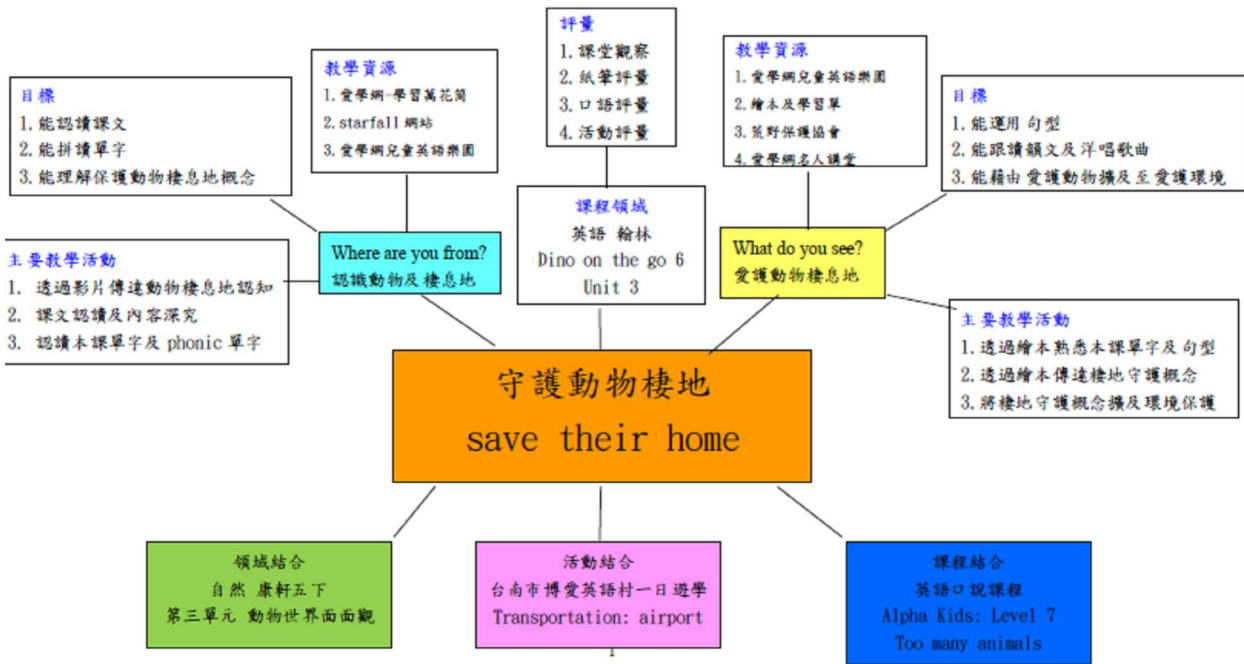 評量
1. 課堂觀察
2. 紙筆評量
3. 口語評量
4. 活動評量
教學資源
1. 愛學網-學習萬花筒
2. starfall 網站
3. 愛學網兒童英語樂園
教學資源
1. 愛學網兒童英語樂園
2. 繪本及學習單
3. 荒野保護協會
4. 愛學網名人講堂
目標
1. 能認讀課文
2. 能拼讀單字
3. 能理解保護動物棲息地概念
目標
1. 能運用 句型
2. 能跟讀韻文及洋唱歌曲
3. 能藉由 愛護動物擴及至愛護環境
課程領域
英語 翰林
Dino on the go 6
Unit 3
Where are you from?
認識動物及棲息地
What do you see?
愛護動物棲息地
主要教學活動
1. 透過影片傳達動物棲息地認知
2. 課文認讀及內容深究
3. 認讀本課單字及 phonic 單字
主要教學活動
1. 透過繪本熟悉本課單字及句型
2. 透過繪本傳達棲地守護概念
3. 將棲地守護概念擴及環境保護
守護動物棲地
save their home
領域結合
自然 康軒五下
第三單元 動物世界面面觀
活動結合
台南市博愛英語村一日遊學
Transportation: airport
課程結合
英語口說課程
Alpha Kids: Level 7
Too many animals
1